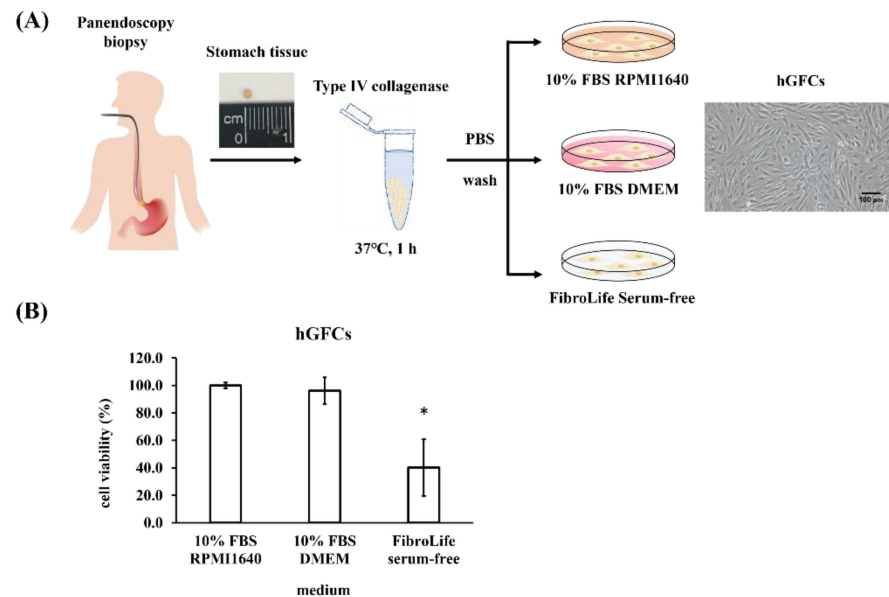 (A)
Panendoscopy
biopsy
Stomach tissue
cm
0
1
Type IV collagenase
37°C, 1 h
PBS
wash
10% FBS RPMI1640
10% FBS DMEM
FibroLife Serum-free
hGFCs
100 μm
(B)
hGFCs
cell viability (%)
120.0
100.0
80.0
60.0
40.0
20.0
0.0
*
10% FBS
RPMI1640
10% FBS
DMEM
FibroLife
serum-free
medium